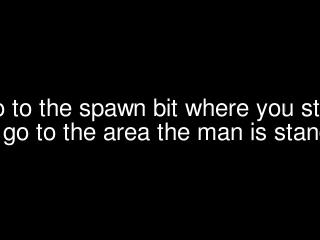 to the spawn bit where you st
go to the area the man is stan